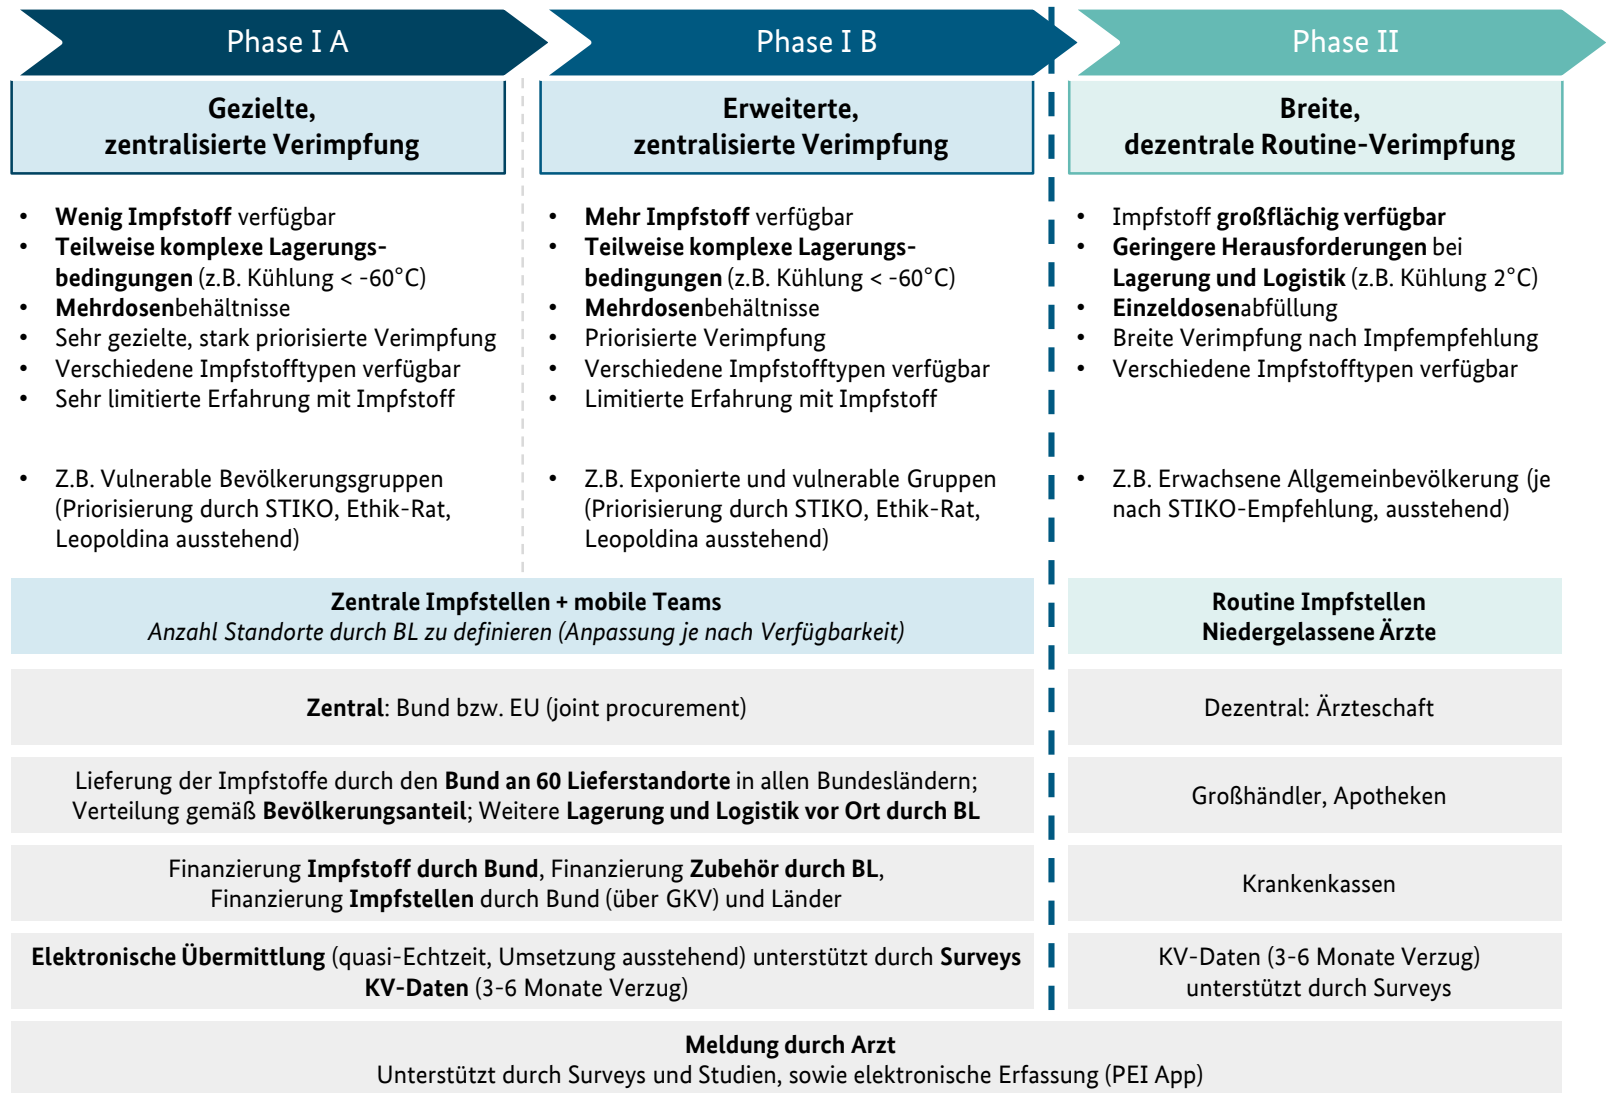 Phase I A
Phase I B
Phase II
Gezielte,
zentralisierte Verimpfung
Erweiterte,
zentralisierte Verimpfung
Breite,
dezentrale Routine-Verimpfung
• Wenig Impfstoff verfügbar
• Teilweise komplexe Lagerungs-
bedingungen (z.B. Kühlung < -60°C)
• Mehrdosenbehältnisse
• Sehr gezielte, stark priorisierte Verimpfung
• Verschiedene Impfstofftypen verfügbar
• Sehr limitierte Erfahrung mit Impfstoff
• Z.B. Vulnerable Bevölkerungsgruppen
(Priorisierung durch STIKO, Ethik-Rat,
Leopoldina ausstehend)
• Mehr Impfstoff verfügbar
• Teilweise komplexe Lagerungs-
bedingungen (z.B. Kühlung < -60°C)
• Mehrdosenbehältnisse
• Priorisierte Verimpfung
• Verschiedene Impfstofftypen verfügbar
• Limitierte Erfahrung mit Impfstoff
• Z.B. Exponierte und vulnerable Gruppen
(Priorisierung durch STIKO, Ethik-Rat,
Leopoldina ausstehend)
• Impfstoff großflächig verfügbar
• Geringere Herausforderungen bei
Lagerung und Logistik (z.B. Kühlung 2°C)
• Einzeldosenabfüllung
• Breite Verimpfung nach Impfempfehlung
• Verschiedene Impfstofftypen verfügbar
• Z.B. Erwachsene Allgemeinbevölkerung (je
nach STIKO-Empfehlung, ausstehend)
Zentrale Impfstellen + mobile Teams
Anzahl Standorte durch BL zu definieren (Anpassung je nach Verfügbarkeit)
Routine Impfstellen
Niedergelassene Ärzte
Zentral: Bund bzw. EU (joint procurement)
Dezentral: Ärzteschaft
Lieferung der Impfstoffe durch den Bund an 60 Lieferstandorte in allen Bundesländern;
Verteilung gemäß Bevölkerungsanteil; Weitere Lagerung und Logistik vor Ort durch BL
Großhändler, Apotheken
Finanzierung Impfstoff durch Bund, Finanzierung Zubehör durch BL,
Finanzierung Impfstellen durch Bund (über GKV) und Länder
Krankenkassen
Elektronische Übermittlung (quasi-Echtzeit, Umsetzung ausstehend) unterstützt durch Surveys
KV-Daten (3-6 Monate Verzug)
KV-Daten (3-6 Monate Verzug)
unterstützt durch Surveys
Meldung durch Arzt
Unterstützt durch Surveys und Studien, sowie elektronische Erfassung (PEI App)